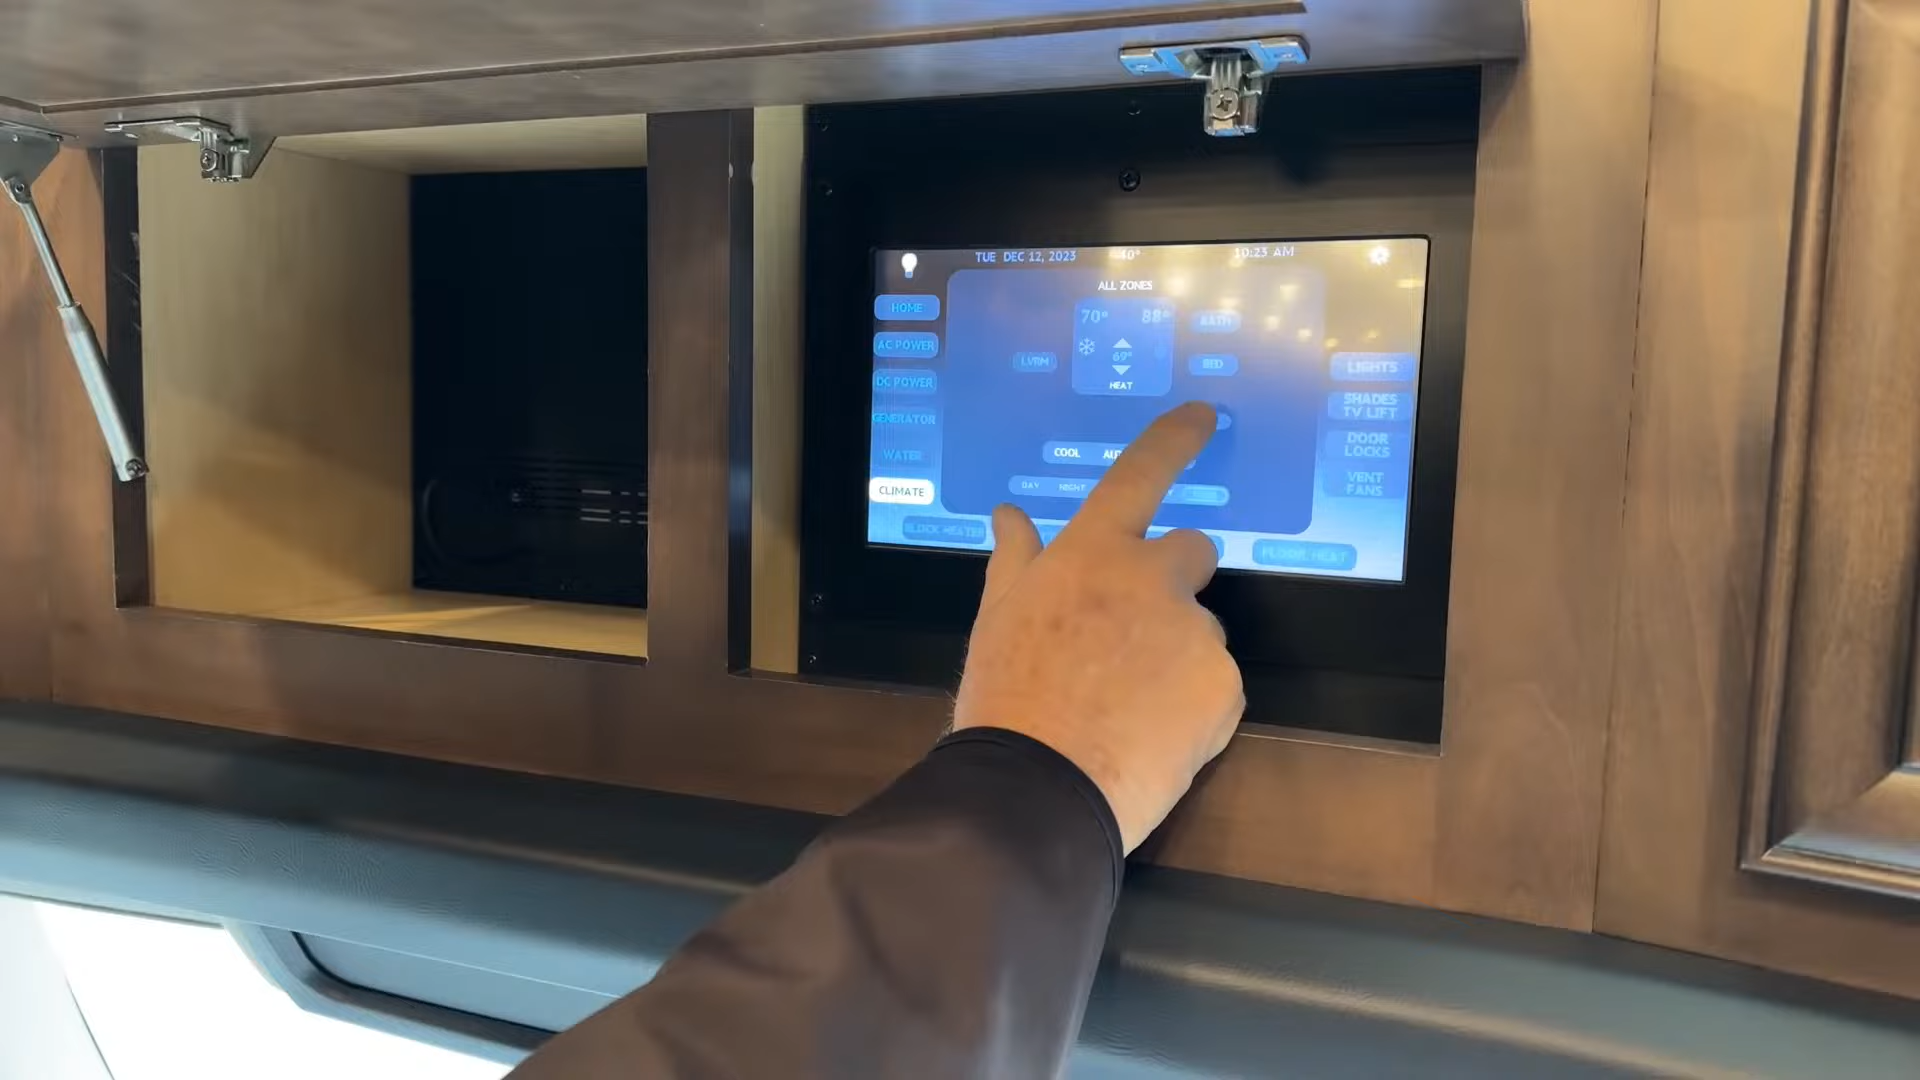 TUE DEC 12, 2023
10:23 AM
ALL ZONES
HOME
AC POWER
DC POWER
GENERATOR
WATER
CLIMATE
70° 88°
69°
HEAT
LVRM
BATH
BED
COOL
DAY NIGHT
LIGHTS
SHADES
TV LIFT
DOOR
LOCKS
VENT
FANS
BLOCK HEATER
FLOOR HEAT